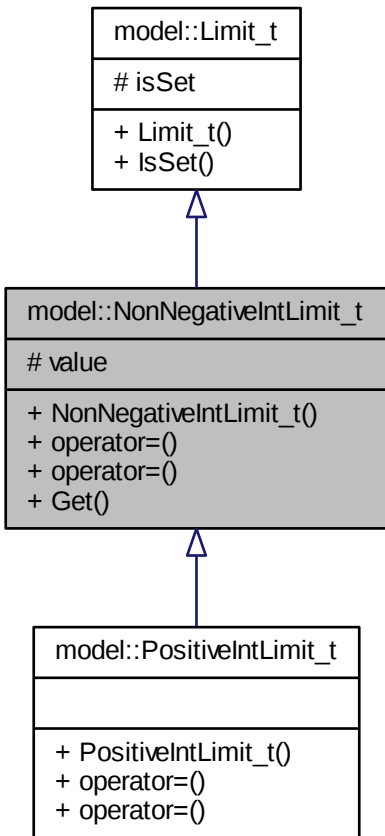 model::Limit_t
# isSet
+ Limit_t()
+ IsSet()
model::NonNegativeIntLimit_t
# value
+ NonNegativeIntLimit_t()
+ operator=()
+ operator=()
+ Get()
model::PositiveIntLimit_t
+ PositiveIntLimit_t()
+ operator=()
+ operator=()